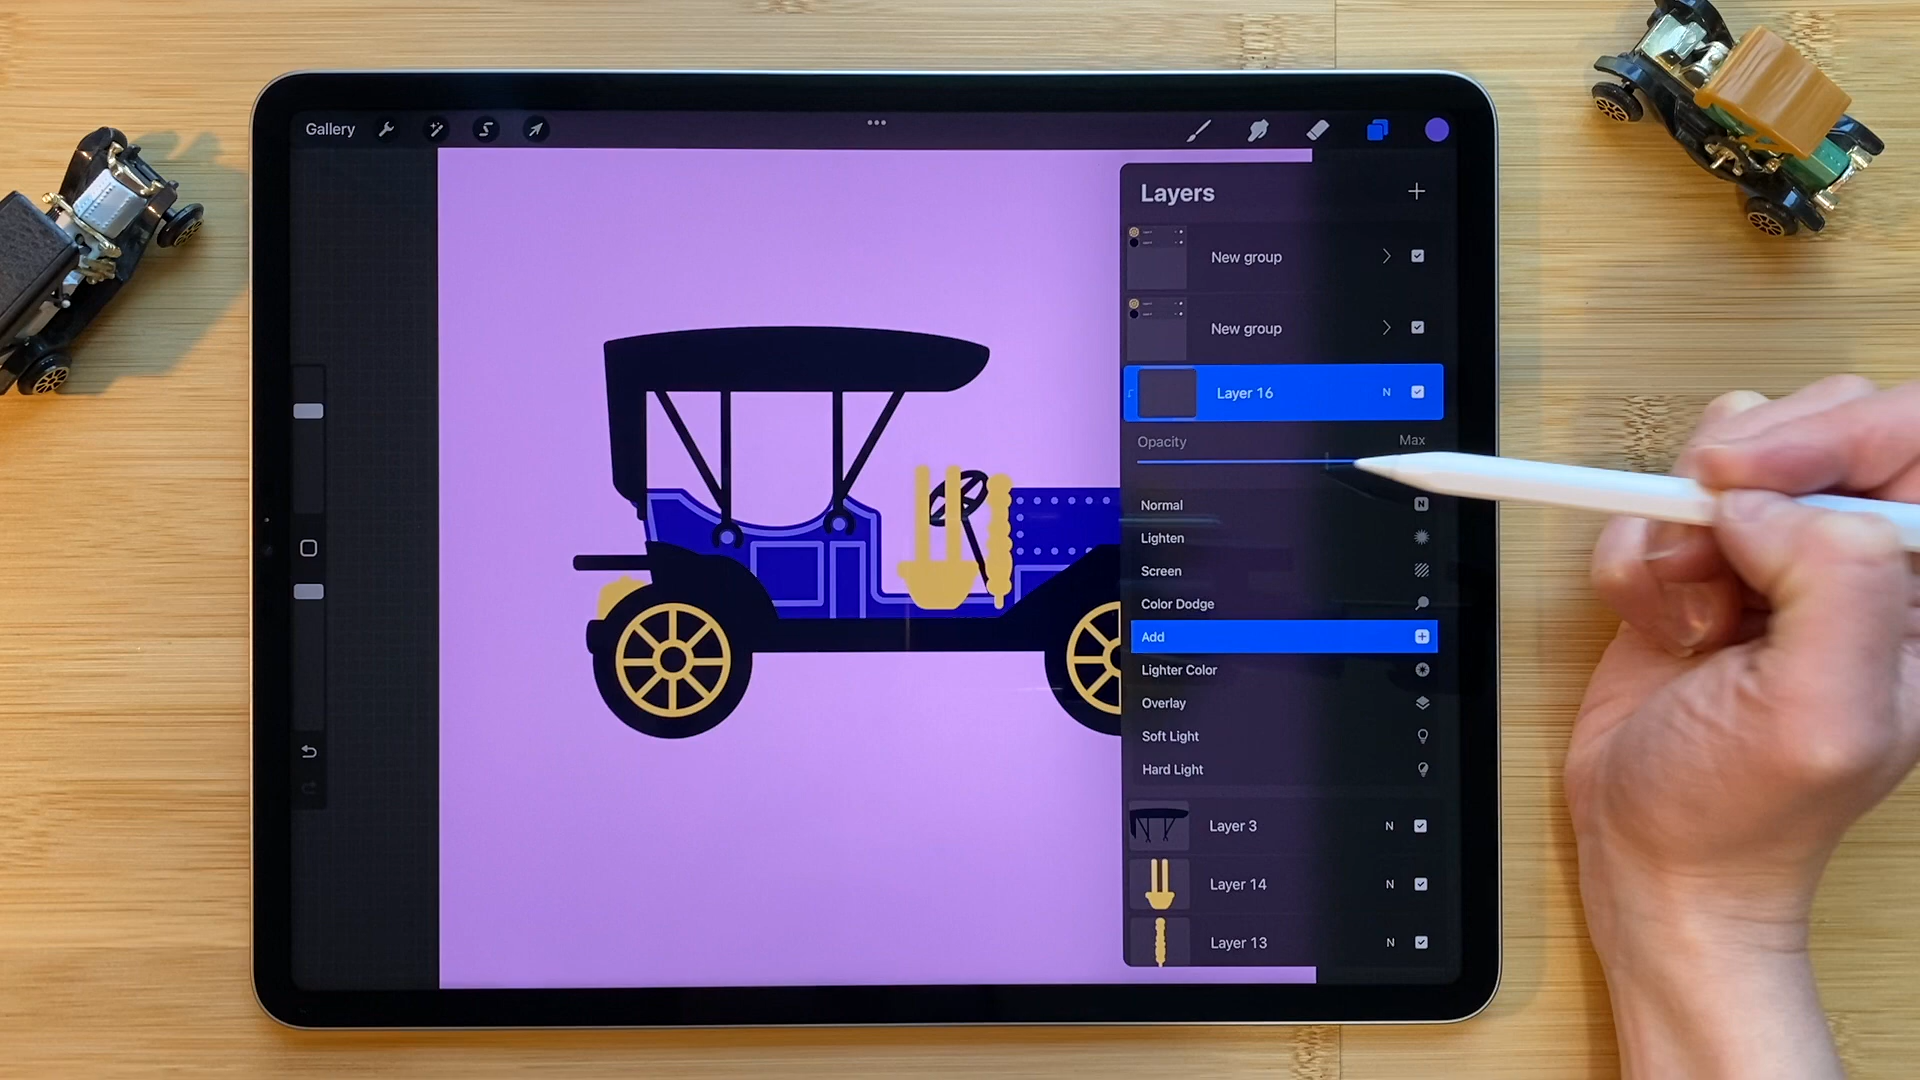 Gallery
Layers
New group
New group
Layer 16 N
Opacity Max
Normal N
Lighten
Screen
Color Dodge
Add
Lighter Color
Overlay
Soft Light
Hard Light
Layer 3 N
Layer 14 N
Layer 13 N